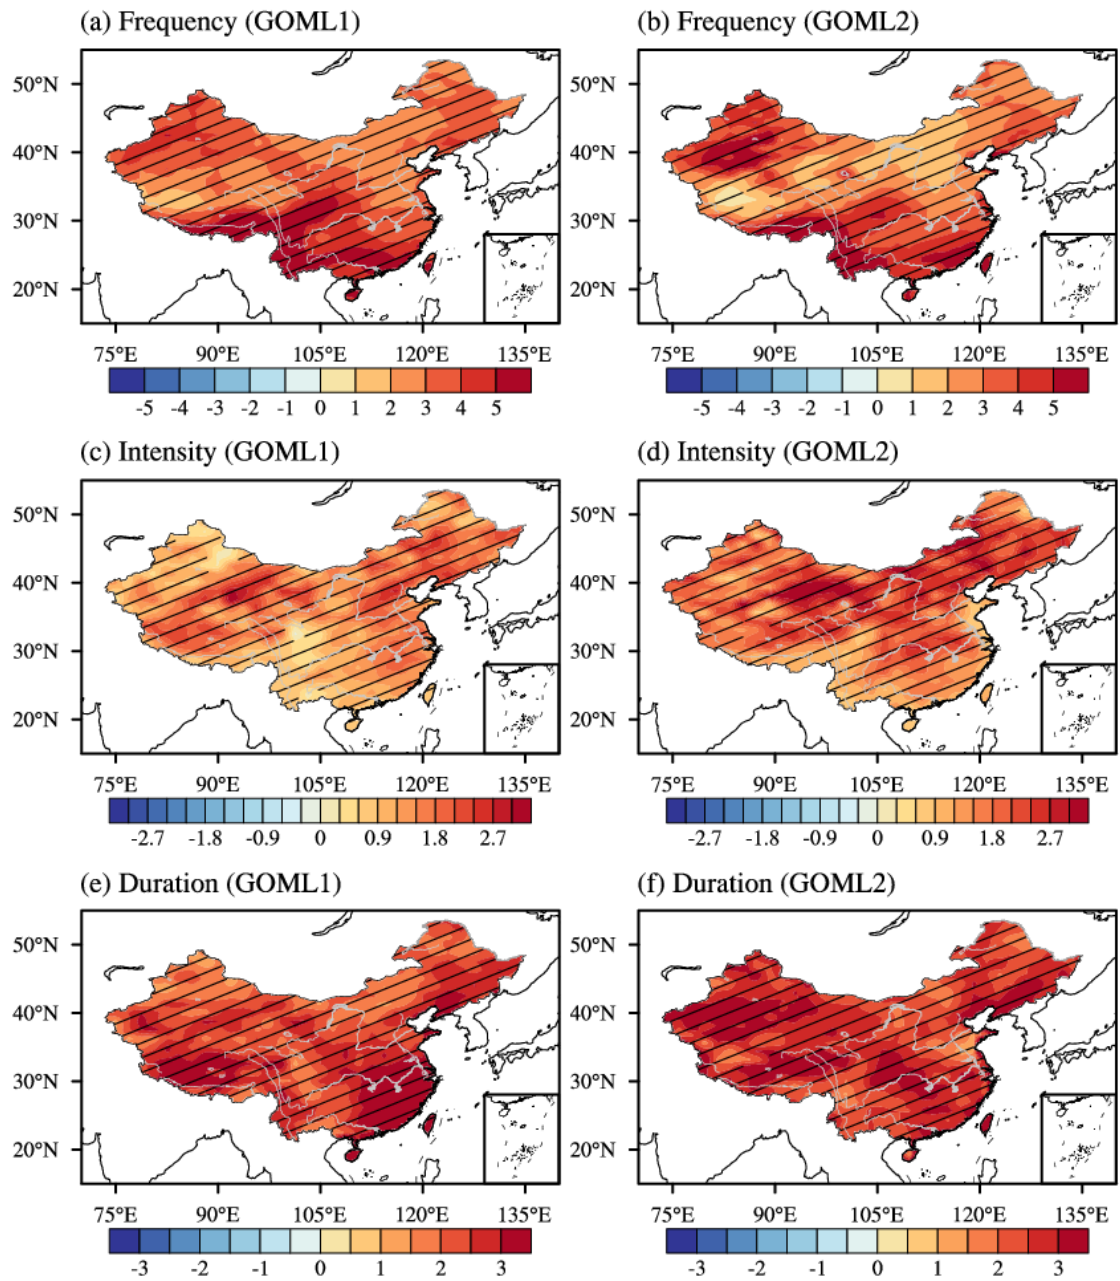 (a) Frequency (GOML1) (b) Frequency (GOML2)
50°N 50°N
40°N 40°N
30°N 30°N
20°N 20°N
75°E 90°E 105°E 120°E 135°E 75°E 90°E 105°E 120°E 135°E
-5 -4 -3 -2 -1 0 1 2 3 4 5 -5 -4 -3 -2 -1 0 1 2 3 4 5
(c) Intensity (GOML1) (d) Intensity (GOML2)
50°N 50°N
40°N 40°N
30°N 30°N
20°N 20°N
75°E 90°E 105°E 120°E 135°E 75°E 90°E 105°E 120°E 135°E
-2.7 -1.8 -0.9 0 0.9 1.8 2.7 -2.7 -1.8 -0.9 0 0.9 1.8 2.7
(e) Duration (GOML1) (f) Duration (GOML2)
50°N 50°N
40°N 40°N
30°N 30°N
20°N 20°N
75°E 90°E 105°E 120°E 135°E 75°E 90°E 105°E 120°E 135°E
-3 -2 -1 0 1 2 3 -3 -2 -1 0 1 2 3